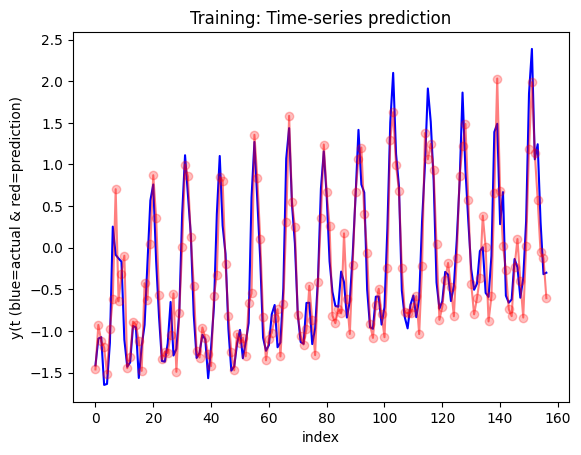 Training: Time-series prediction
y(t (blue=actual & red=prediction)
2.5
2.0
1.5
1.0
0.5
0.0
−0.5
−1.0
−1.5
0 20 40 60 80 100 120 140 160
index